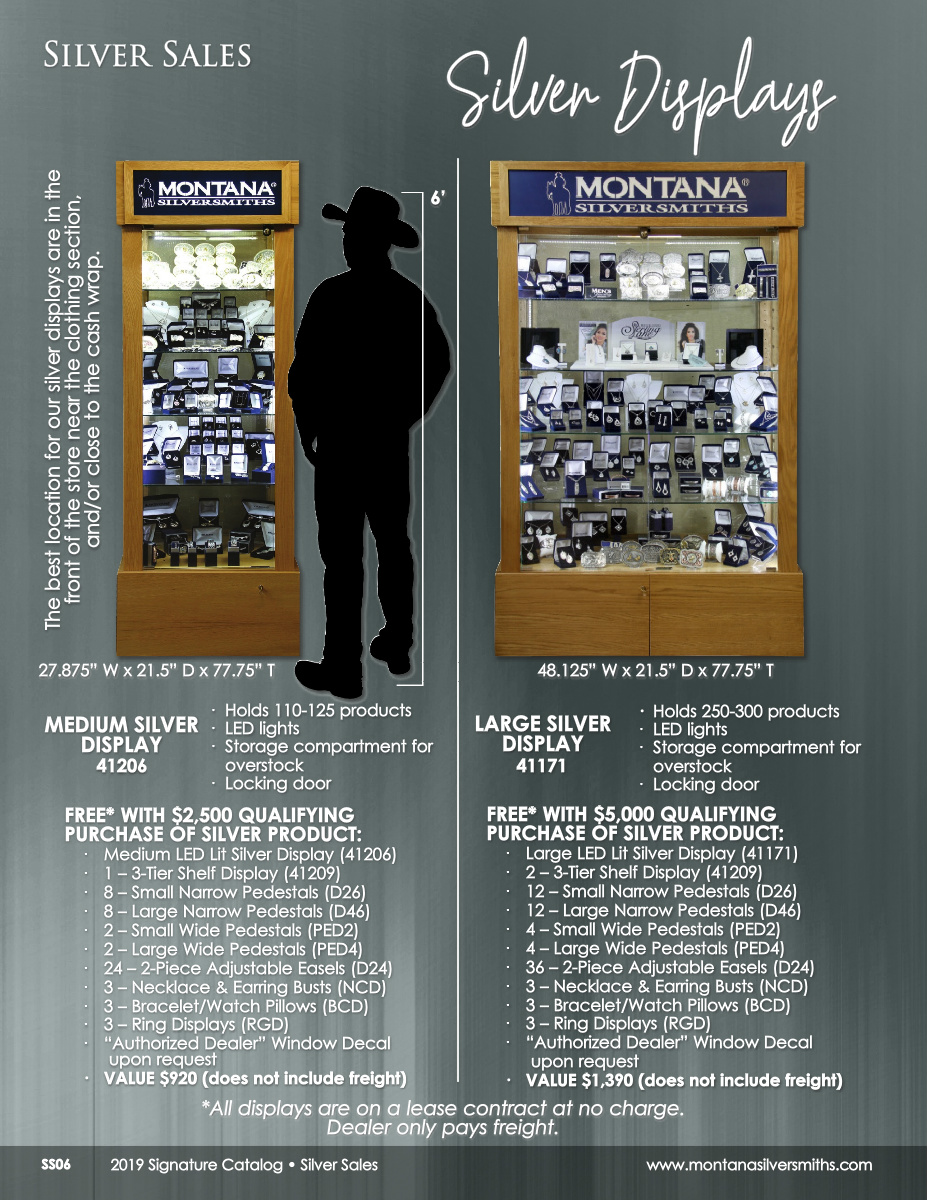 SILVER SALES
Silver Displays
The best location for our silver displays are in the
front of the store near the clothing section,
and/or close to the cash wrap.
MONTANA®
SILVERSMITHS
6’
MONTANA®
SILVERSMITHS
MEN'S
Sterling
Lane
27.875” W x 21.5” D x 77.75” T
48.125” W x 21.5” D x 77.75” T
MEDIUM SILVER
DISPLAY
41206
· Holds 110-125 products
· LED lights
· Storage compartment for
overstock
· Locking door
LARGE SILVER
DISPLAY
41171
· Holds 250-300 products
· LED lights
· Storage compartment for
overstock
· Locking door
FREE* WITH $2,500 QUALIFYING
PURCHASE OF SILVER PRODUCT:
· Medium LED Lit Silver Display (41206)
· 1 – 3-Tier Shelf Display (41209)
· 8 – Small Narrow Pedestals (D26)
· 8 – Large Narrow Pedestals (D46)
· 2 – Small Wide Pedestals (PED2)
· 2 – Large Wide Pedestals (PED4)
· 24 – 2-Piece Adjustable Easels (D24)
· 3 – Necklace & Earring Busts (NCD)
· 3 – Bracelet/Watch Pillows (BCD)
· 3 – Ring Displays (RGD)
· “Authorized Dealer” Window Decal
upon request
· VALUE $920 (does not include freight)
FREE* WITH $5,000 QUALIFYING
PURCHASE OF SILVER PRODUCT:
· Large LED Lit Silver Display (41171)
· 2 – 3-Tier Shelf Display (41209)
· 12 – Small Narrow Pedestals (D26)
· 12 – Large Narrow Pedestals (D46)
· 4 – Small Wide Pedestals (PED2)
· 4 – Large Wide Pedestals (PED4)
· 36 – 2-Piece Adjustable Easels (D24)
· 3 – Necklace & Earring Busts (NCD)
· 3 – Bracelet/Watch Pillows (BCD)
· 3 – Ring Displays (RGD)
· “Authorized Dealer” Window Decal
upon request
· VALUE $1,390 (does not include freight)
*All displays are on a lease contract at no charge.
Dealer only pays freight.
SS06 2019 Signature Catalog • Silver Sales www.montanasilversmiths.com